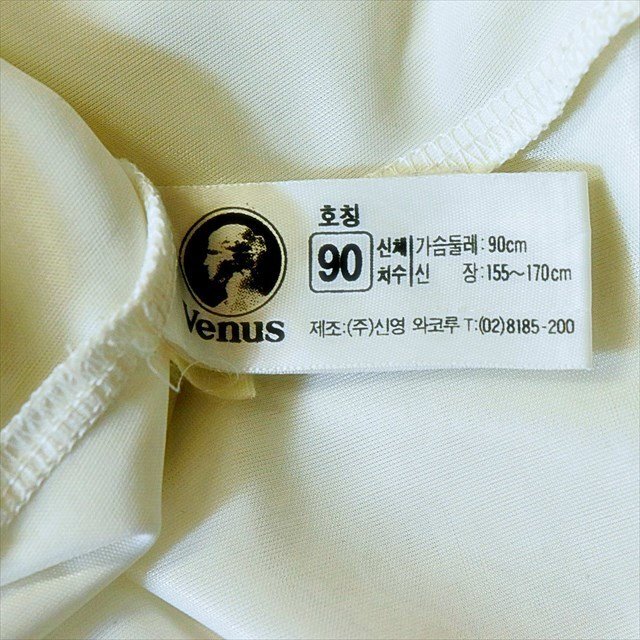 Venus
호칭
90
신체 치수
가슴둘레:90cm
신 장:155~170cm
제조:(주)신영 와코루 T:(02)8185-200